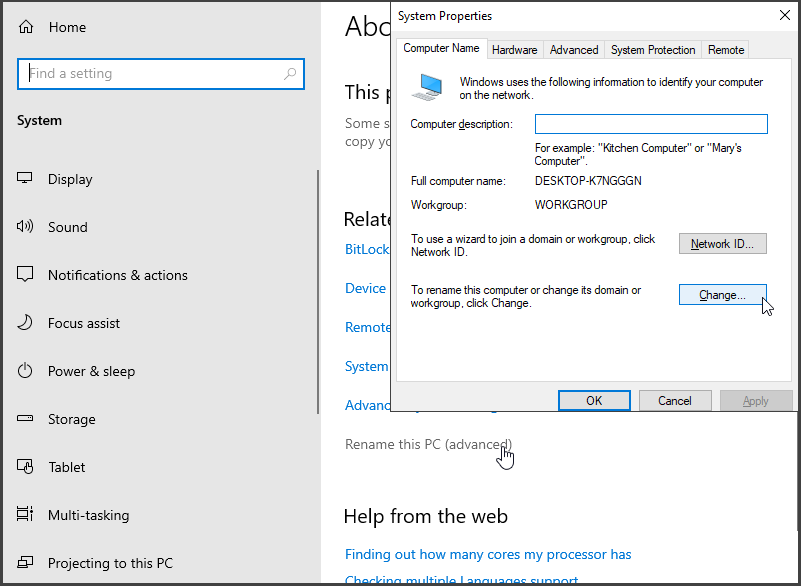 Home
Find a setting
System
Display
Sound
Notifications & actions
Focus assist
Power & sleep
Storage
Tablet
Multi-tasking
Projecting to this PC
This
Some s
copy yo
BitLock
Device
Remote
System
Rename this PC (advanced)
Help from the web
Finding out how many cores my processor has
Checking multiple Languages support
System Properties
Computer Name
Hardware
Advanced
System Protection
Remote
Windows uses the following information to identify your computer
on the network.
Computer description:
For example: "Kitchen Computer" or "Mary's
Computer".
Full computer name: DESKTOP-K7NGGGN
Workgroup: WORKGROUP
To use a wizard to join a domain or workgroup, click
Network ID.
Network ID...
To rename this computer or change its domain or
workgroup, click Change.
Change...
OK
Cancel
Apply